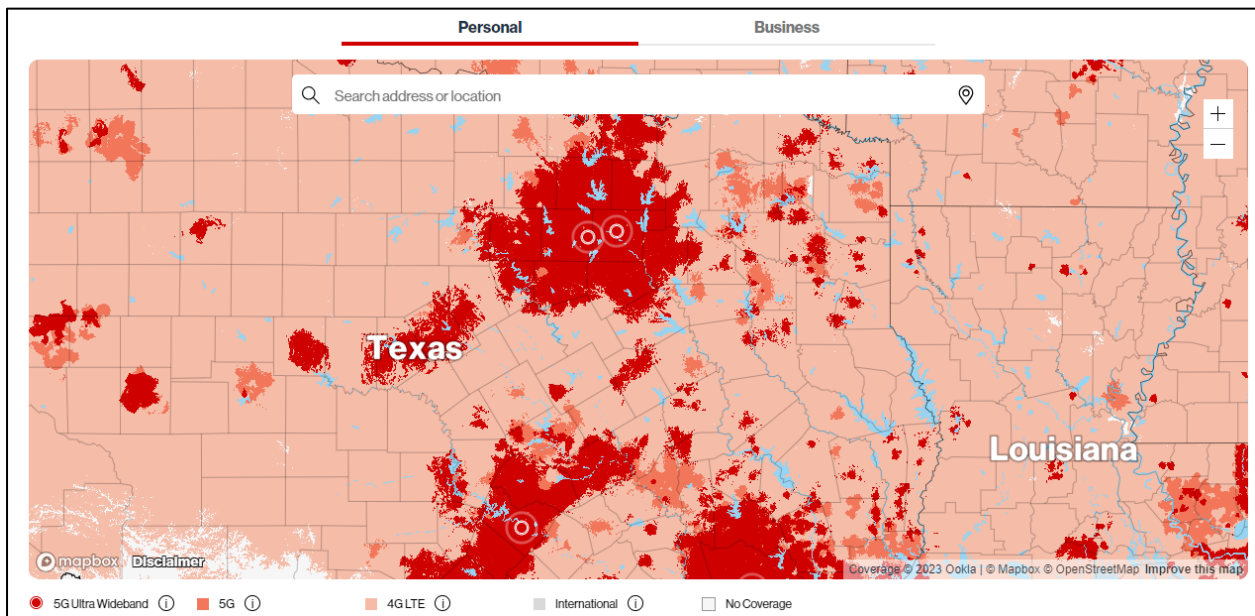 Personal Business
Search address or location
+
−
Texas
Louisiana
mapbox Disclaimer
Coverage © 2023 Ookla | © Mapbox © OpenStreetMap Improve this map
5G Ultra Wideband 5G 4G LTE International No Coverage